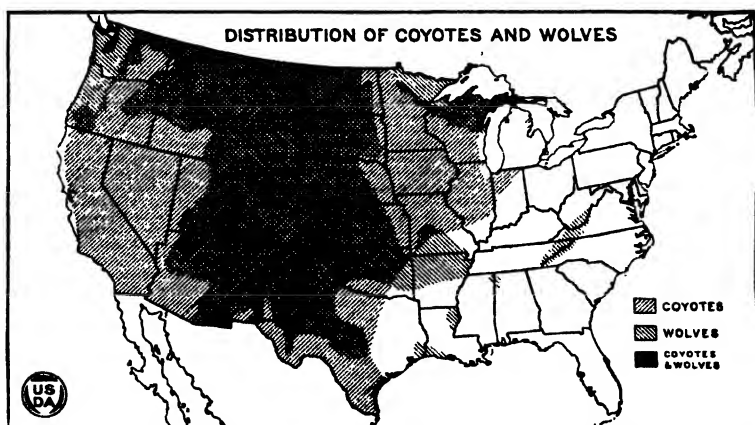 DISTRIBUTION OF COYOTES AND WOLVES
COYOTES
WOLVES
COYOTES
& WOLVES
US
DA